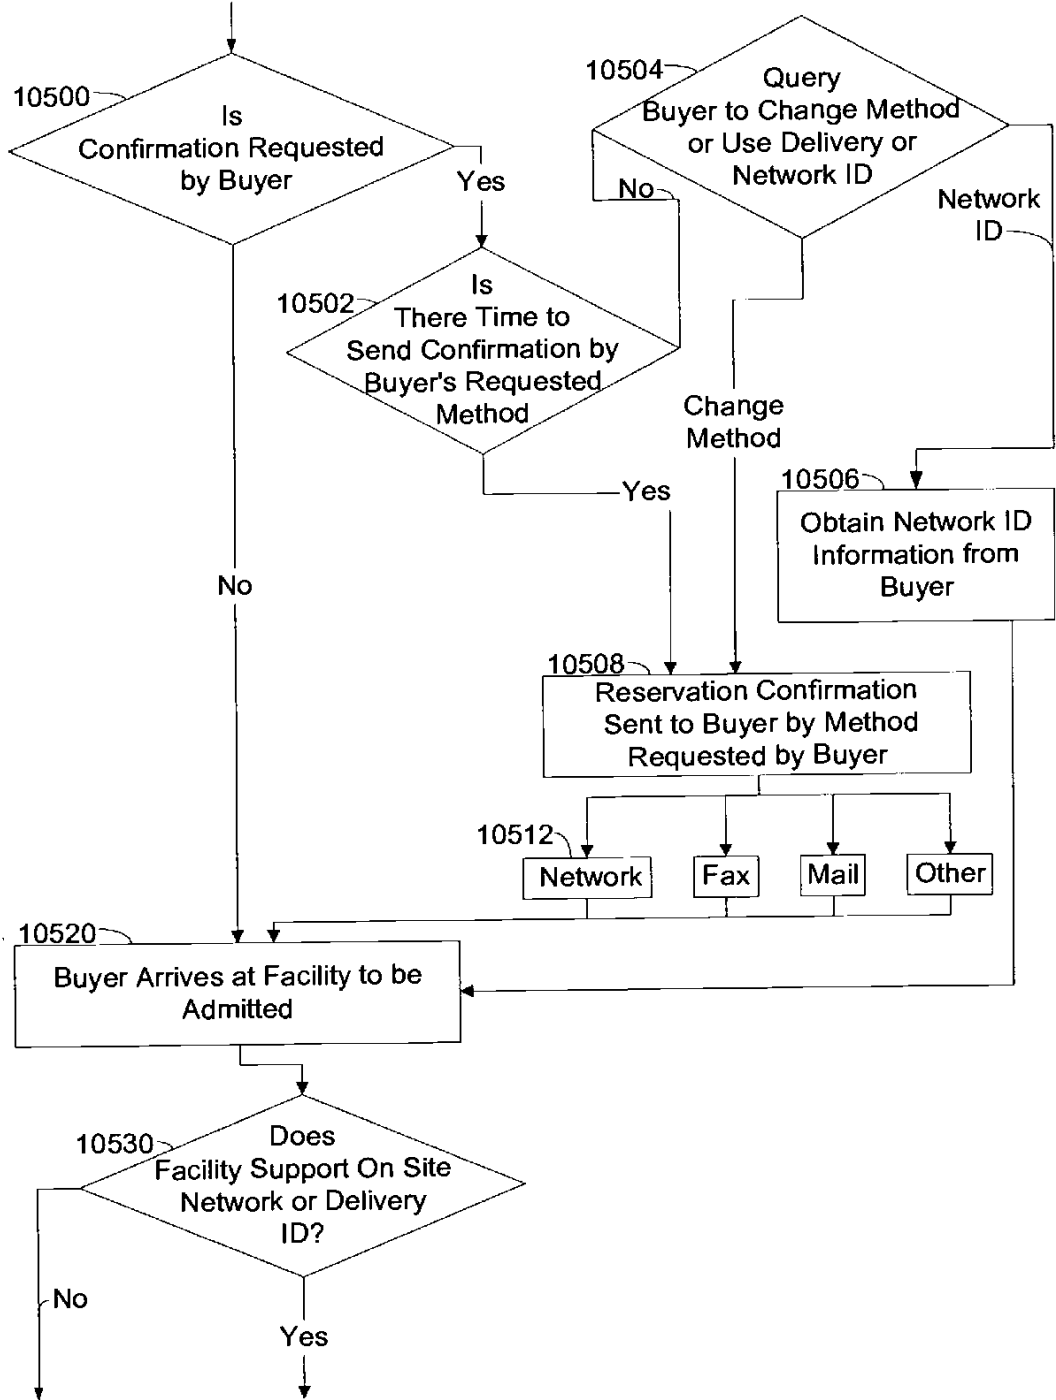 10500
Is
Confirmation Requested
by Buyer
Yes
10504
Query
Buyer to Change Method
or Use Delivery or
Network ID
No
Network
ID
10502
Is
There Time to
Send Confirmation by
Buyer's Requested
Method
Change
Method
Yes
10506
Obtain Network ID
Information from
Buyer
No
10508
Reservation Confirmation
Sent to Buyer by Method
Requested by Buyer
10512
Network
Fax
Mail
Other
10520
Buyer Arrives at Facility to be
Admitted
10530
Does
Facility Support On Site
Network or Delivery
ID?
No
Yes